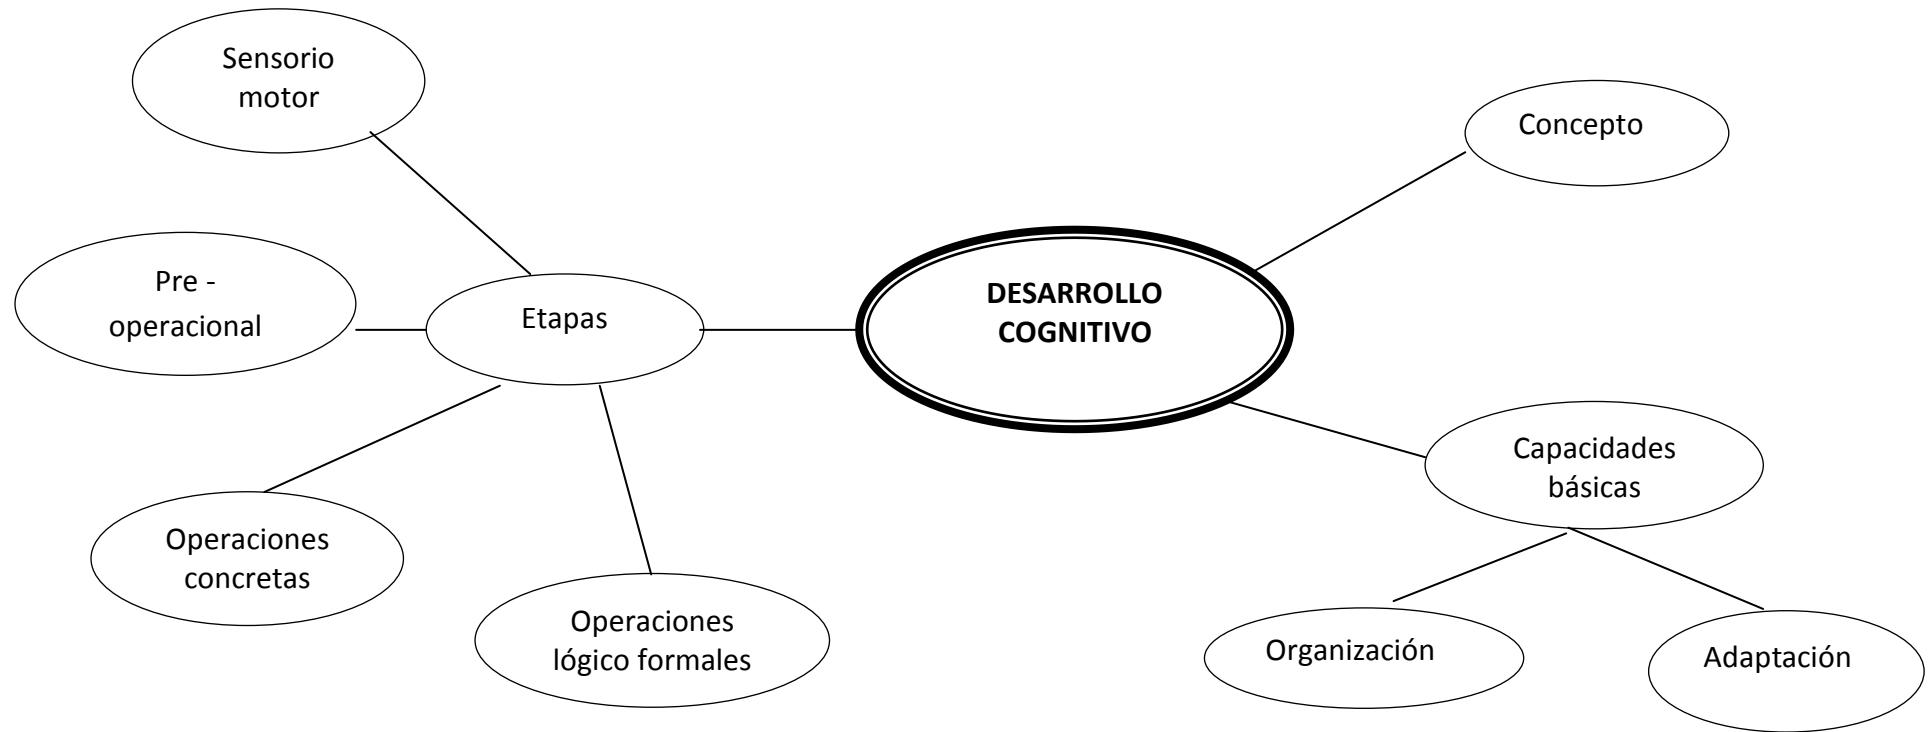 Sensorio
motor
Concepto
Pre -
operacional
Etapas
DESARROLLO
COGNITIVO
Capacidades
básicas
Operaciones
concretas
Operaciones
lógico formales
Organización
Adaptación